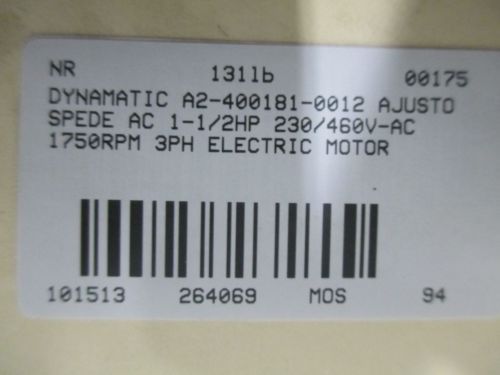 NR 131lb 00175
DYNAMATIC A2-400181-0012 AJUSTO
SPEDE AC 1-1/2HP 230/460V-AC
1750RPM 3PH ELECTRIC MOTOR
101513 264069 MOS 94